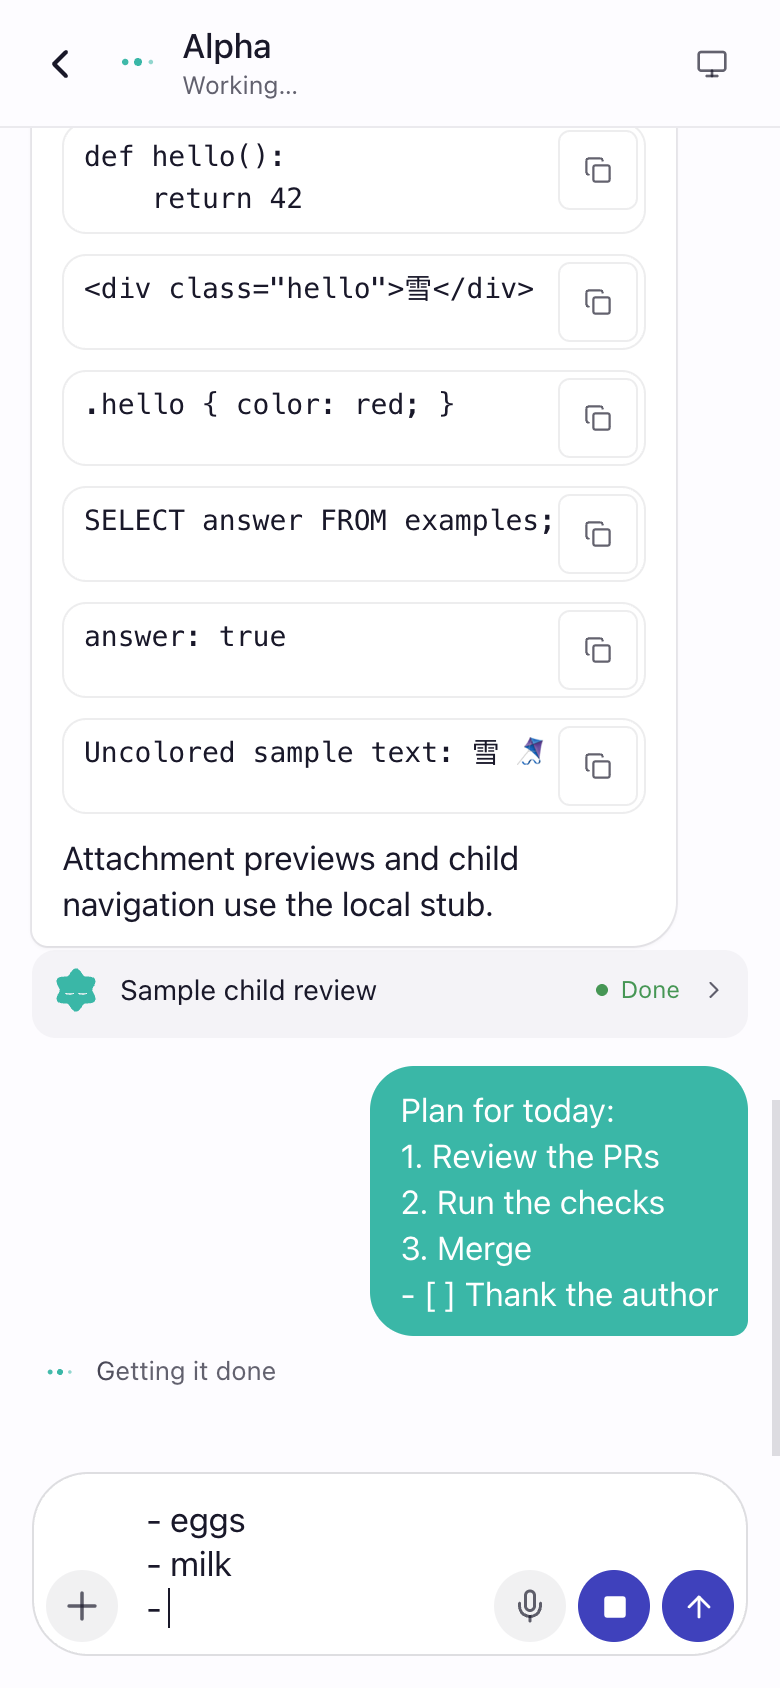 Alpha
Working...
def hello():
    return 42
<div class="hello">雪</div>
.hello { color: red; }
SELECT answer FROM examples;
answer: true
Uncolored sample text: 雪 🪁
Attachment previews and child
navigation use the local stub.
Sample child review
Done
Plan for today:
1. Review the PRs
2. Run the checks
3. Merge
- [ ] Thank the author
Getting it done
- eggs
- milk
-